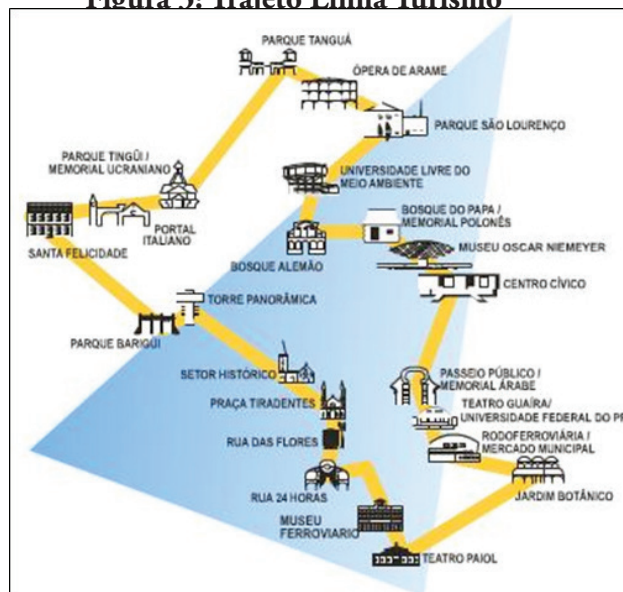 Figura 5: Trajeto Linha Turismo
PARQUE TANGUÁ
ÓPERA DE ARAME
PARQUE SÃO LOURENÇO
PARQUE TINGÜI /
MEMORIAL UCRANIANO
UNIVERSIDADE LIVRE DO
MEIO AMBIENTE
BOSQUE DO PAPA /
MEMORIAL POLONÊS
PORTAL
ITALIANO
SANTA FELICIDADE
BOSQUE ALEMÃO
MUSEU OSCAR NIEMEYER
CENTRO CÍVICO
TORRE PANORÂMICA
PARQUE BARIGÜI
SETOR HISTÓRICO
PASSEIO PÚBLICO /
MEMORIAL ÁRABE
PRAÇA TIRADENTES
TEATRO GUAÍRA/
UNIVERSIDADE FEDERAL DO PR
RUA DAS FLORES
RODOFERROVIÁRIA /
MERCADO MUNICIPAL
RUA 24 HORAS
JARDIM BOTÂNICO
MUSEU
FERROVIARIO
TEATRO PAIOL